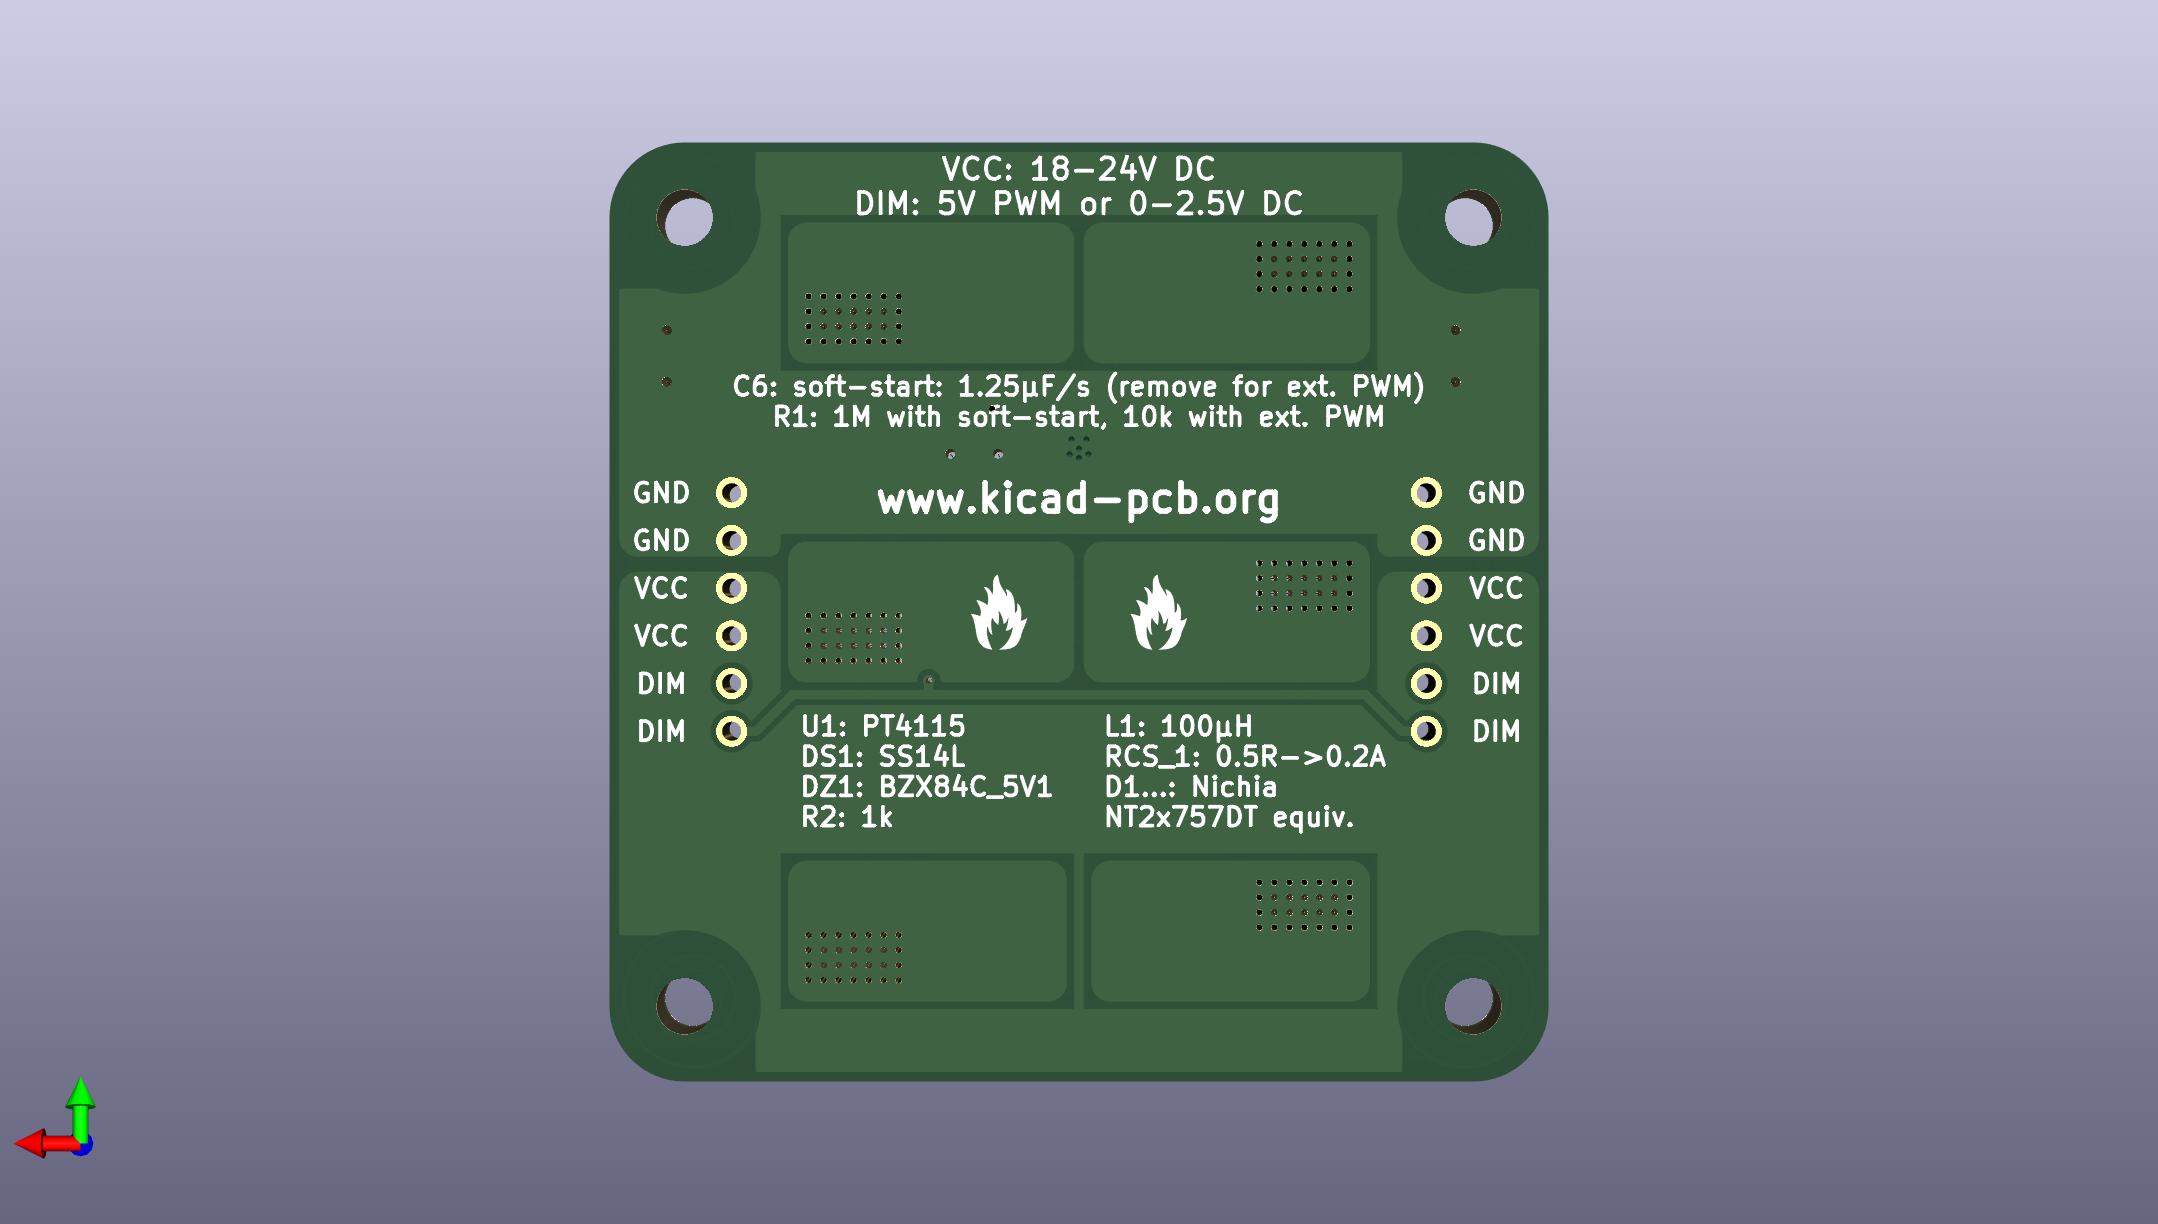 VCC: 18-24V DC
DIM: 5V PWM or 0-2.5V DC
C6: soft-start: 1.25µF/s (remove for ext. PWM)
R1: 1M with soft-start, 10k with ext. PWM
www.kicad-pcb.org
GND GND
GND GND
VCC VCC
VCC VCC
DIM DIM
DIM DIM
U1: PT4115
DS1: SS14L
DZ1: BZX84C_5V1
R2: 1k
L1: 100µH
RCS_1: 0.5R->0.2A
D1...: Nichia
NT2x757DT equiv.